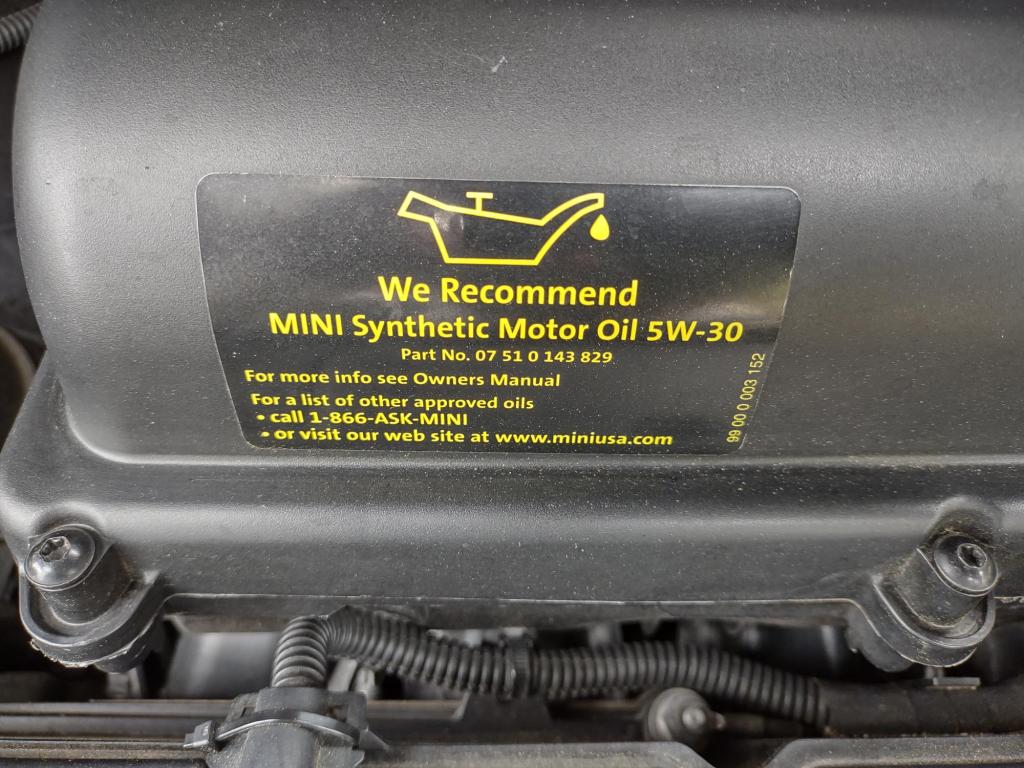 We Recommend
MINI Synthetic Motor Oil 5W-30
Part No. 07 51 0 143 829
For more info see Owners Manual
For a list of other approved oils
• call 1-866-ASK-MINI
• or visit our web site at www.miniusa.com
99 00 0 003 152